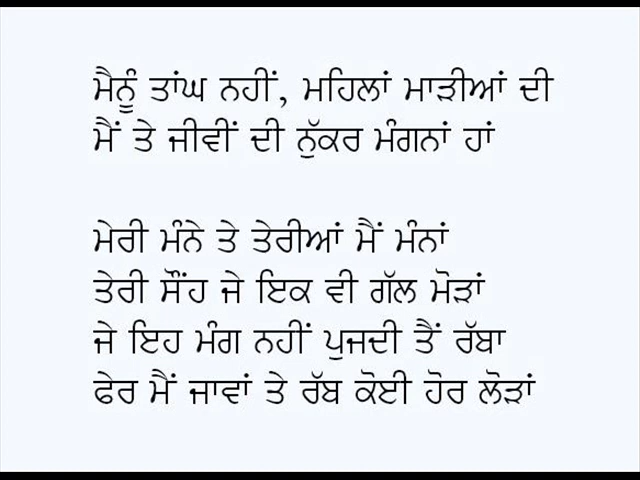 ਮੈਨੂੰ ਤਾਂਘ ਨਹੀਂ, ਮਹਿਲਾਂ ਮਾੜੀਆਂ ਦੀ
ਮੈਂ ਤੇ ਜੀਵੀਂ ਦੀ ਨੁੱਕਰ ਮੰਗਨਾਂ ਹਾਂ
ਮੇਰੀ ਮੰਨੇ ਤੇ ਤੇਰੀਆਂ ਮੈਂ ਮੰਨਾਂ
ਤੇਰੀ ਸੌਂਹ ਜੇ ਇਕ ਵੀ ਗੱਲ ਮੋੜਾਂ
ਜੇ ਇਹ ਮੰਗ ਨਹੀਂ ਪੁਜਦੀ ਤੈਂ ਰੱਬਾ
ਫੇਰ ਮੈਂ ਜਾਵਾਂ ਤੇ ਰੱਬ ਕੋਈ ਹੋਰ ਲੋੜਾਂ